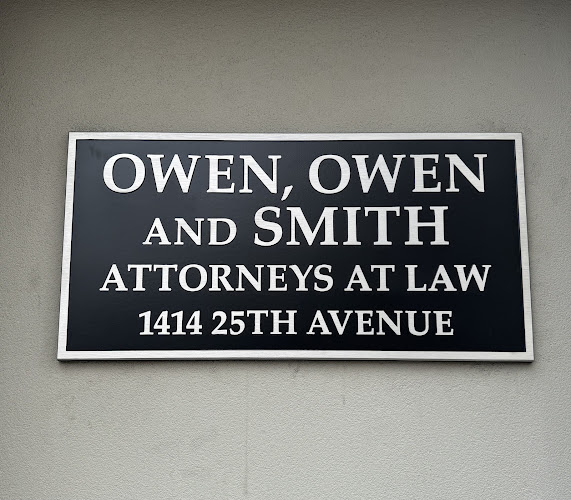 OWEN, OWEN
AND SMITH
ATTORNEYS AT LAW
1414 25TH AVENUE